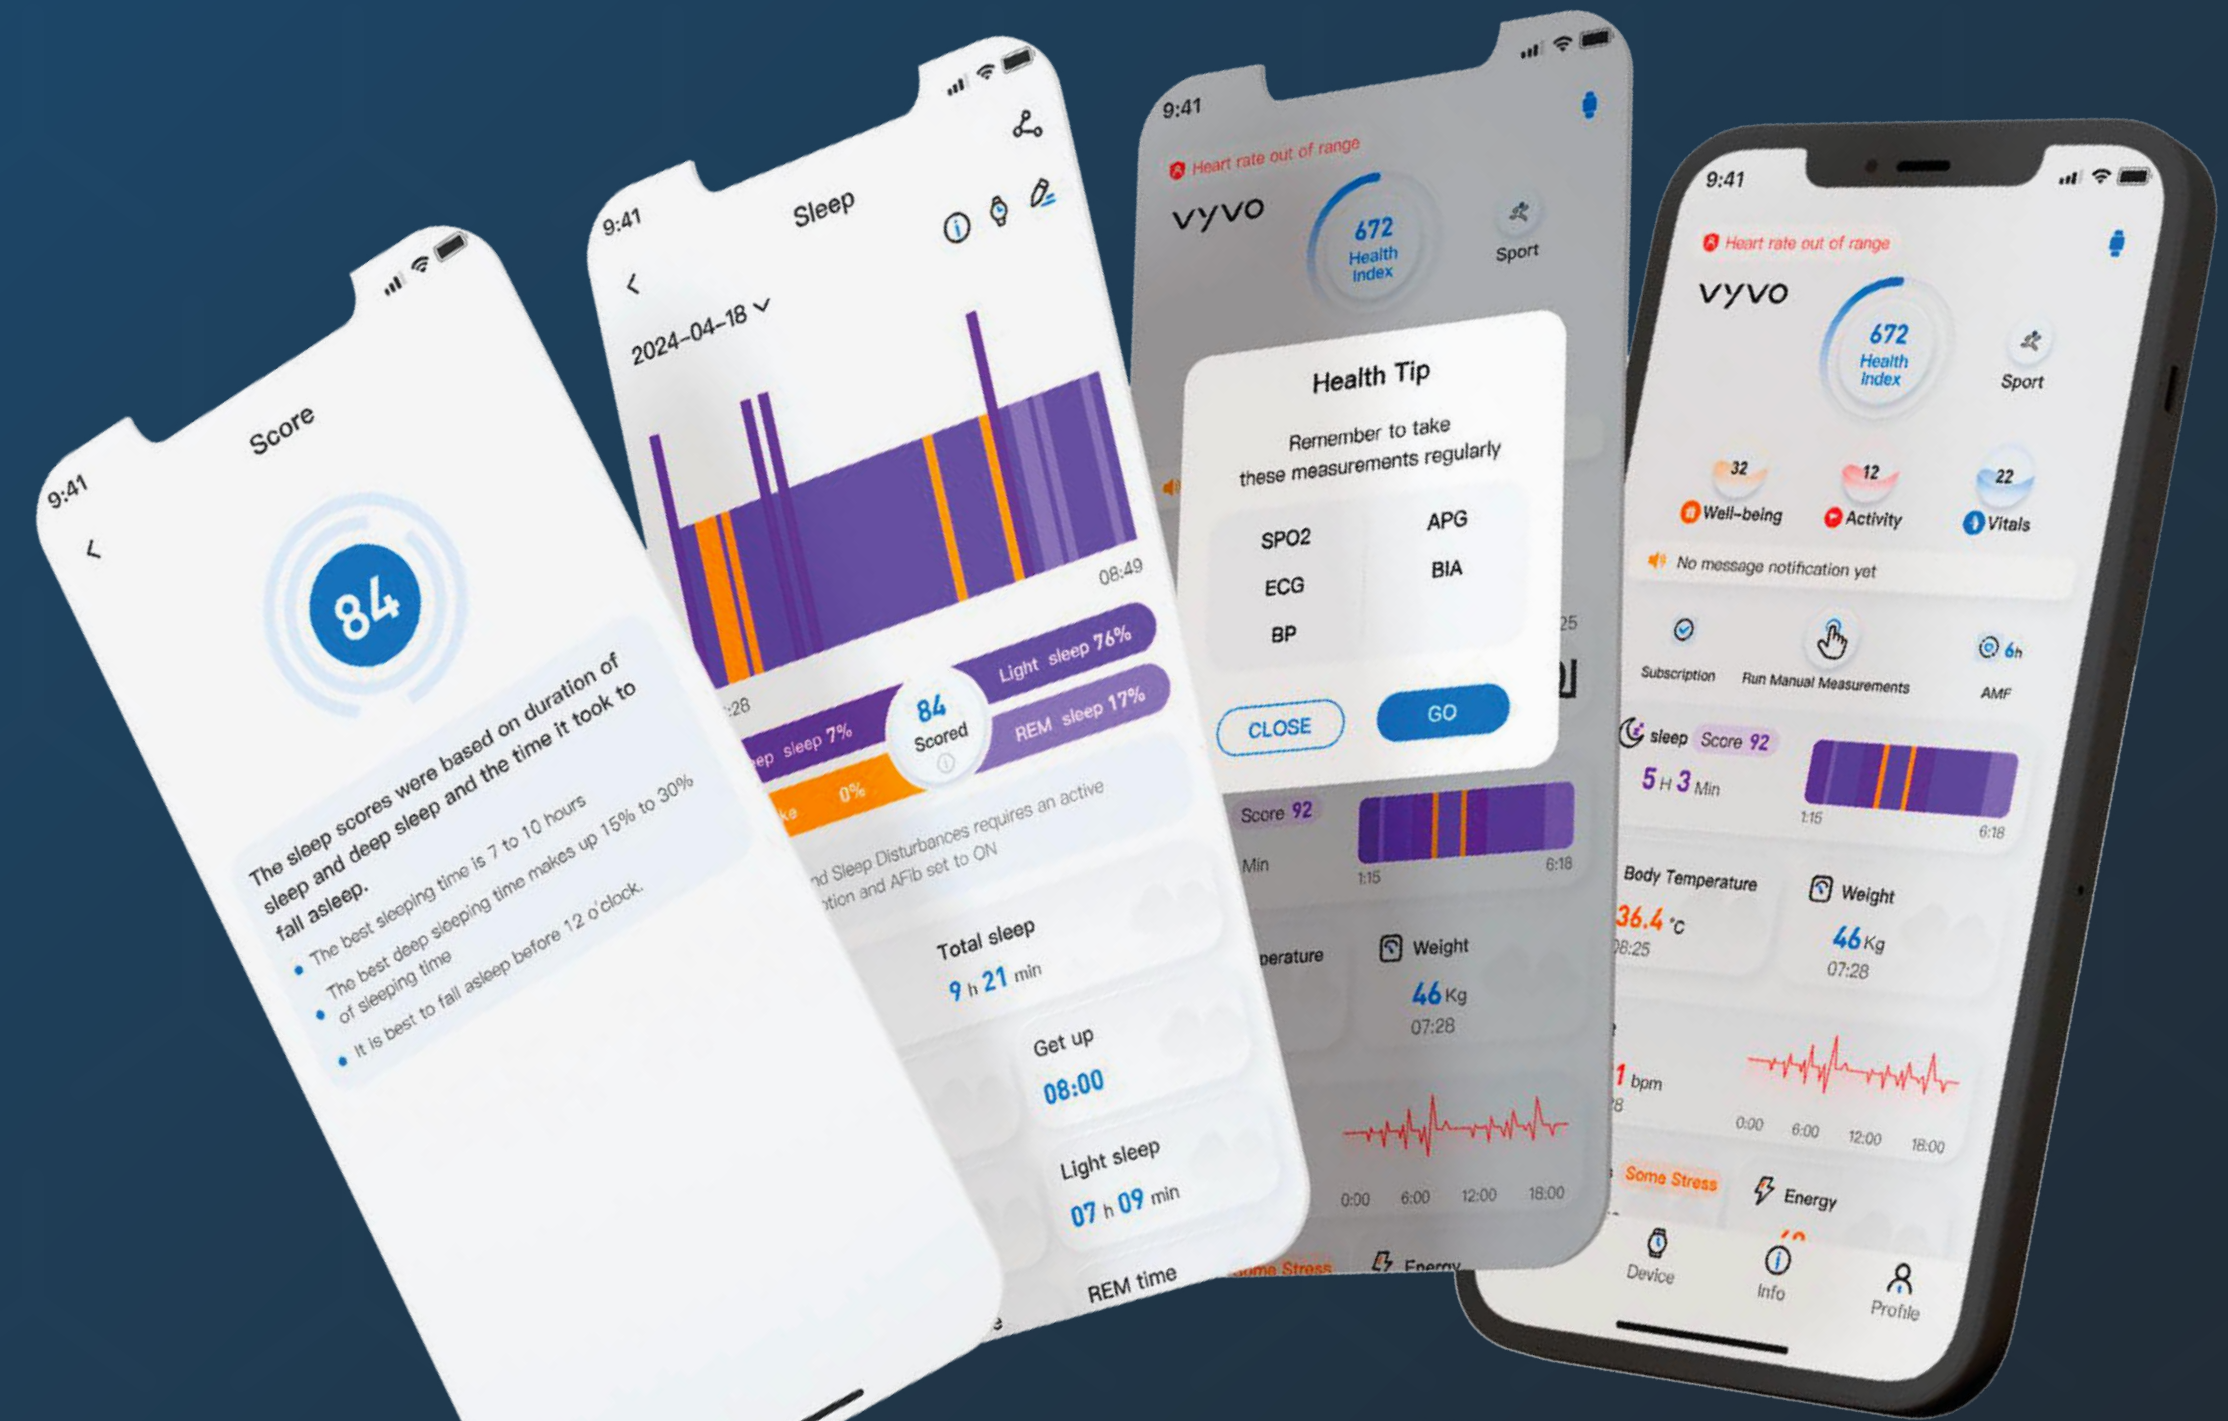 9:41
Score
84
The sleep scores were based on duration of
sleep and deep sleep and the time it took to
fall asleep.
The best sleeping time is 7 to 10 hours
The best deep sleeping time makes up 15% to 30%
of sleeping time
It is best to fall asleep before 12 o'clock.
9:41
Sleep
2024-04-18
:28
08:49
sleep 7%
Light sleep 76%
84
Scored
0%
REM sleep 17%
Sleep Disturbances requires an active
and AFib set to ON
Total sleep
9 h 21 min
Get up
08:00
Light sleep
07 h 09 min
REM time
9:41
Heart rate out of range
vyvo
672
Health
Index
Sport
Health Tip
Remember to take
these measurements regularly
SPO2
APG
ECG
BIA
BP
25
CLOSE
GO
Score 92
Min
1:15
6:18
Weight
46 Kg
07:28
0:00
6:00
12:00
18:00
Some Stress
Energy
9:41
Heart rate out of range
vyvo
672
Health
Index
Sport
32
12
22
Well-being
Activity
Vitals
No message notification yet
6h
Subscription
Run Manual Measurements
AMF
sleep Score 92
5 H 3 Min
1:15
6:18
Body Temperature
36.4 °C
08:25
Weight
46 Kg
07:28
1 bpm
0:00
6:00
12:00
18:00
Some Stress
Energy
Device
Info
Profile